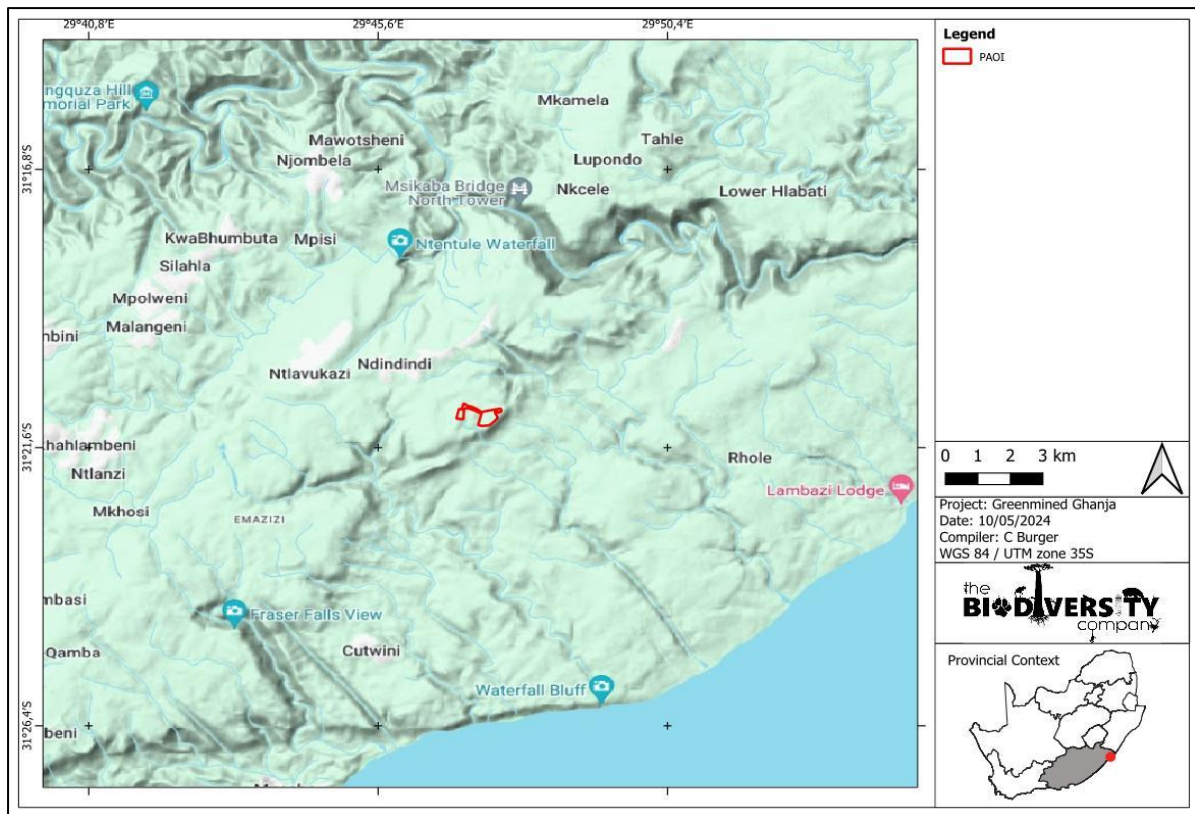 29°40,8'E 29°45,6'E 29°50,4'E
ngquza Hill
morial Park
Mkamela
Mawotsheni
Tahle
Njombela
Lupondo
31°16,8'S
Msikaba Bridge
North Tower
Nkcele
Lower Hlabati
KwaBhumbuta
Mpisi
Ntentule Waterfall
Silahla
Mpolweni
Malangeni
nbini
Ndindindi
Ntlavukazi
hahlambeni
31°21,6'S
Ntlanzi
Rhole
Lambazi Lodge
Mkhosi
EMAZIZI
mbasi
Fraser Falls View
Qamba
Cutwini
Waterfall Bluff
31°26,4'S
beni
Legend
PAOI
0 1 2 3 km
Project: Greenmined Ghanja
Date: 10/05/2024
Compiler: C Burger
WGS 84 / UTM zone 35S
the
BIODIVERSITY
company
Provincial Context